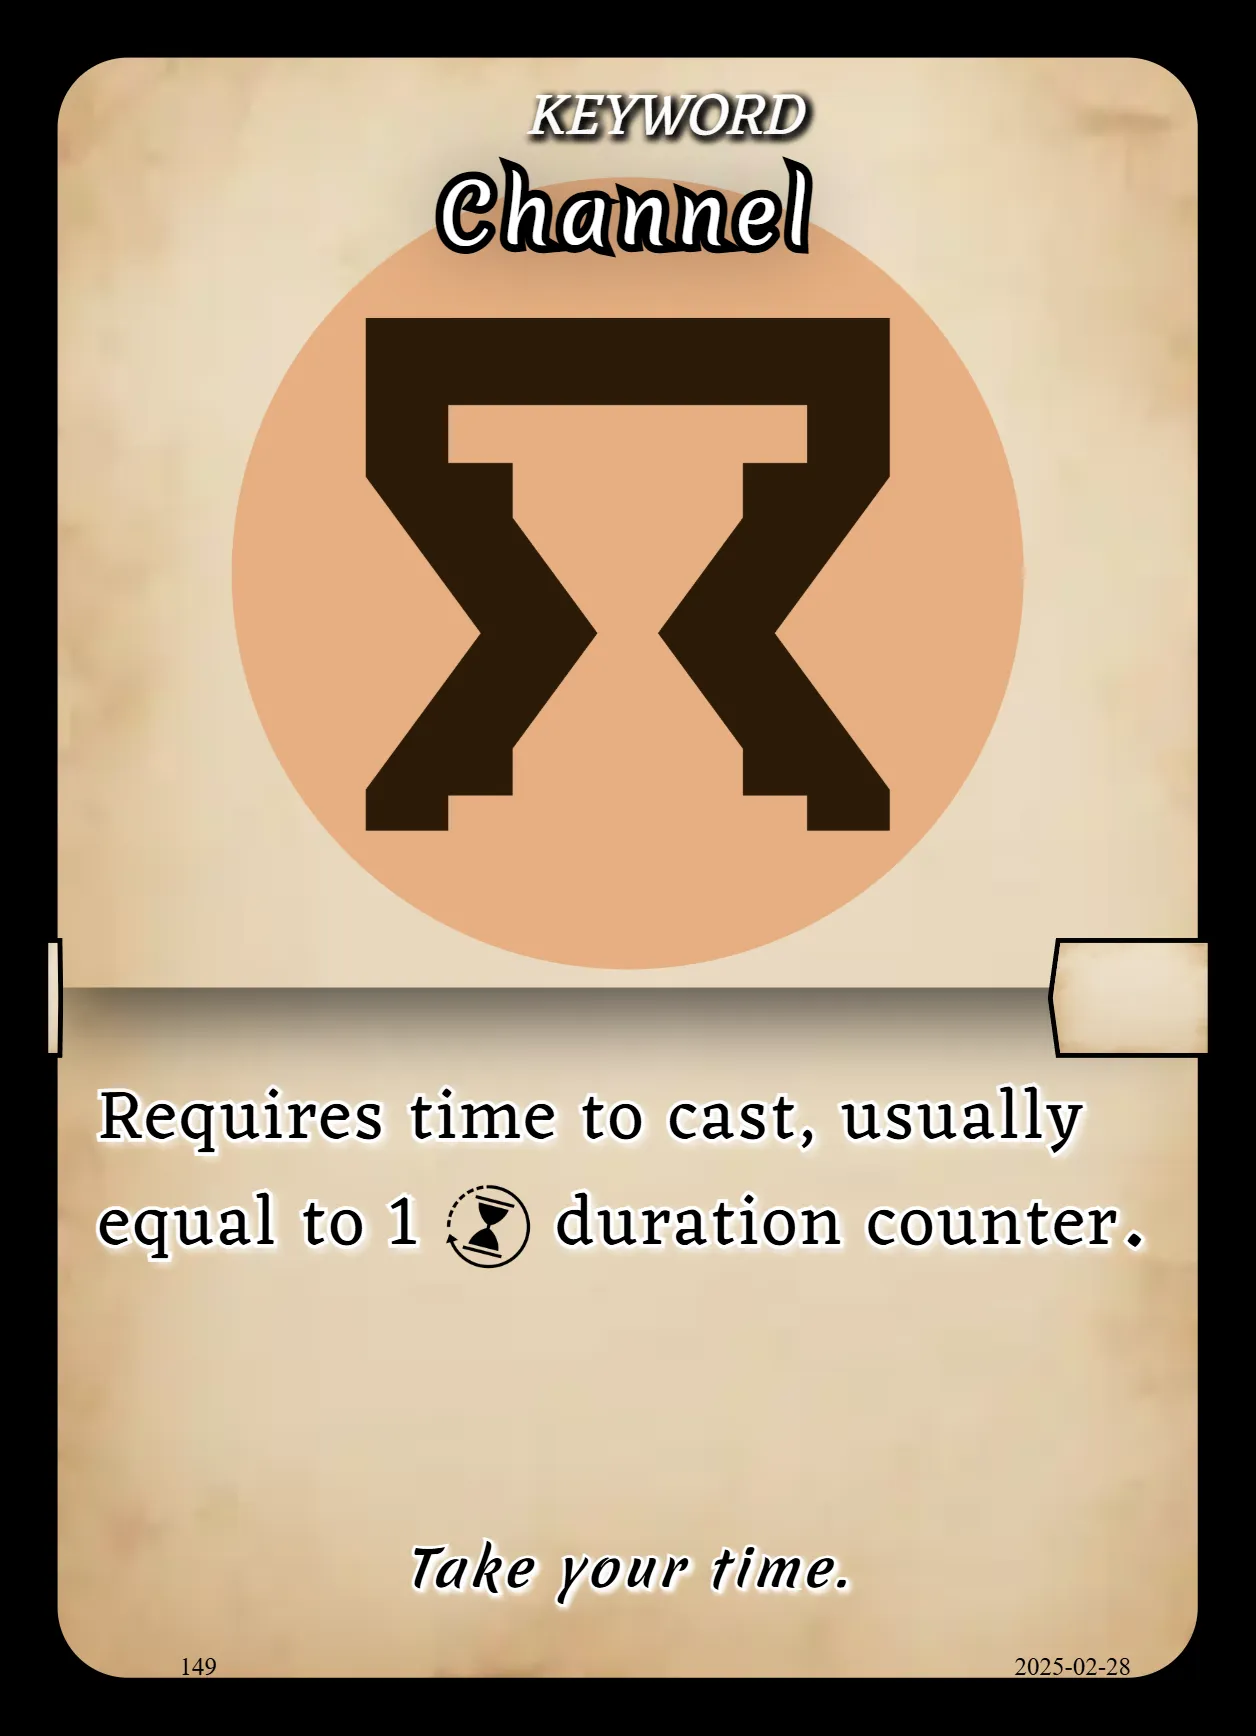 KEYWORD
Channel
Requires time to cast, usually
equal to 1 duration counter.
Take your time.
149
2025-02-28